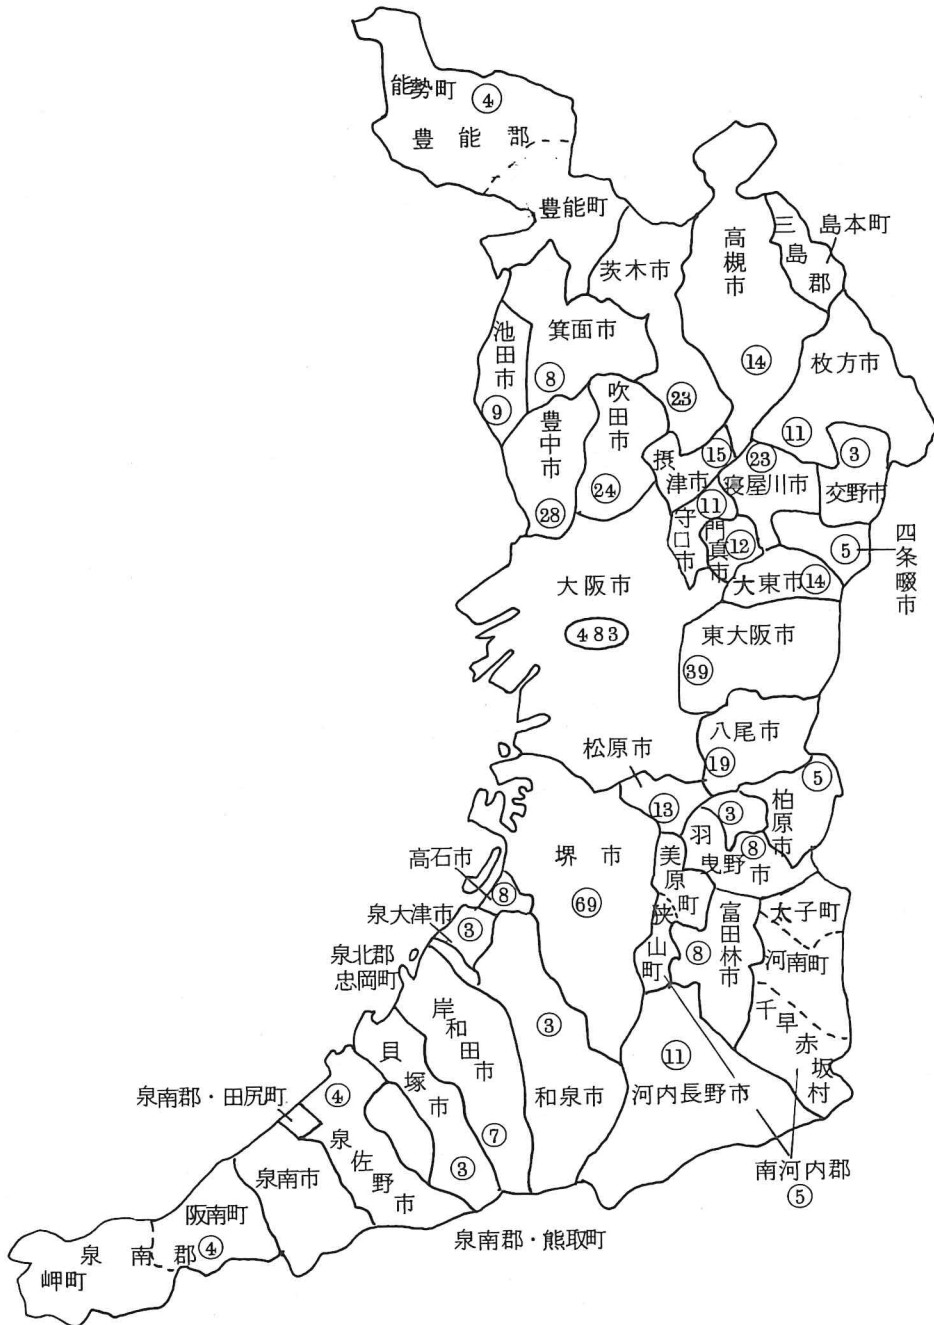 能勢町
④
豊能郡
豊能町
茨木市
㉓
高槻市
⑭
三島郡
島本町
池田市
⑨
箕面市
⑧
枚方市
⑪
吹田市
㉔
豊中市
㉘
摂津市
⑮
寝屋川市
㉓
交野市
③
守口市
⑪
門真市
⑫
四条畷市
⑤
大東市
⑭
大阪市
483
東大阪市
㊴
八尾市
⑲
松原市
⑬
柏原市
⑤
③
羽曳野市
⑧
堺市
69
美原町
高石市
⑧
泉大津市
③
泉北郡
忠岡町
狭山町
富田林市
⑧
太子町
河南町
千早赤坂村
岸和田市
⑦
和泉市
③
河内長野市
⑪
貝塚市
③
泉南郡・田尻町
泉佐野市
④
南河内郡
⑤
泉南市
阪南町
④
泉南郡
岬町
泉南郡・熊取町